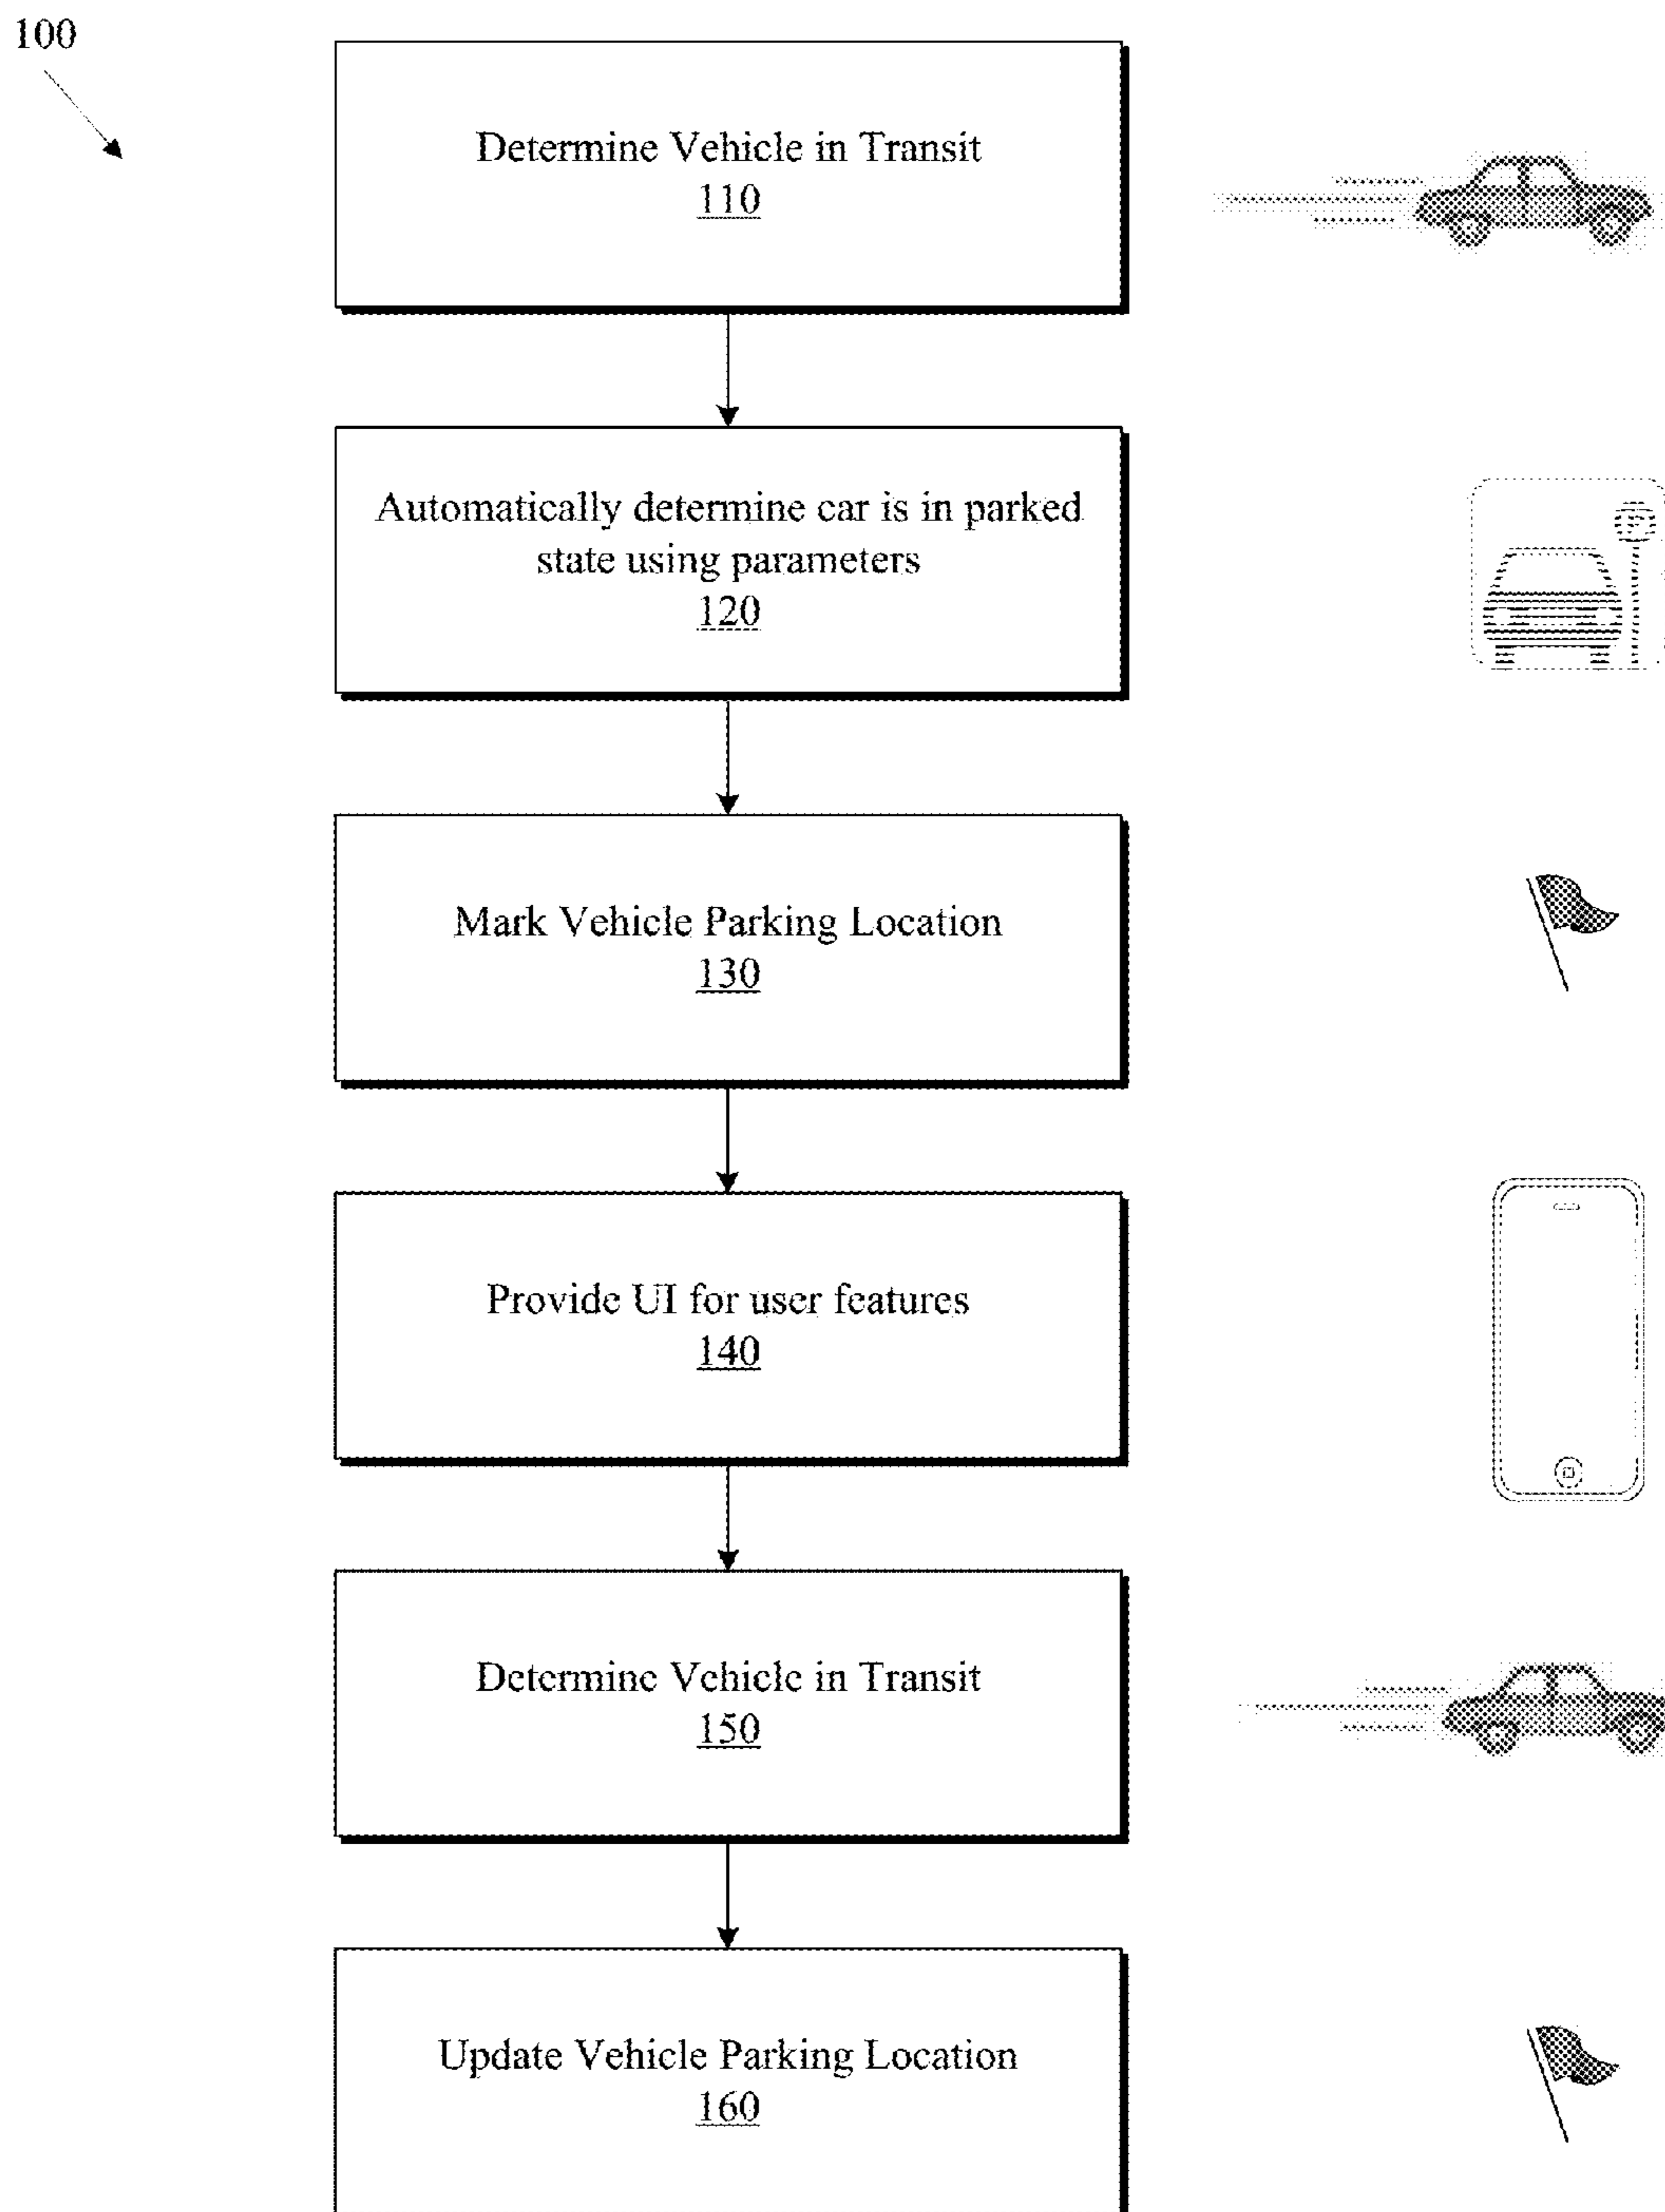 100
Determine Vehicle in Transit
110
Automatically determine car is in parked
state using parameters
120
Mark Vehicle Parking Location
130
Provide UI for user features
140
Determine Vehicle in Transit
150
Update Vehicle Parking Location
160